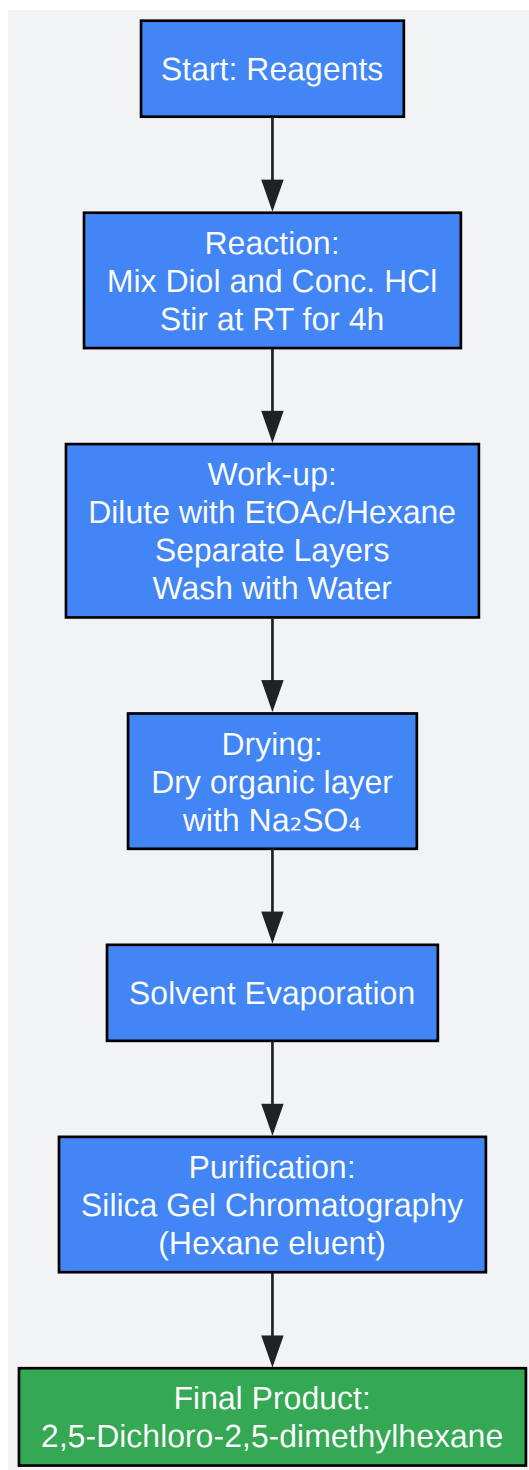 Start: Reagents
Reaction:
Mix Diol and Conc. HCl
Stir at RT for 4h
Work-up:
Dilute with EtOAc/Hexane
Separate Layers
Wash with Water
Drying:
Dry organic layer
with Na₂SO₄
Solvent Evaporation
Purification:
Silica Gel Chromatography
(Hexane eluent)
Final Product:
2,5-Dichloro-2,5-dimethylhexane